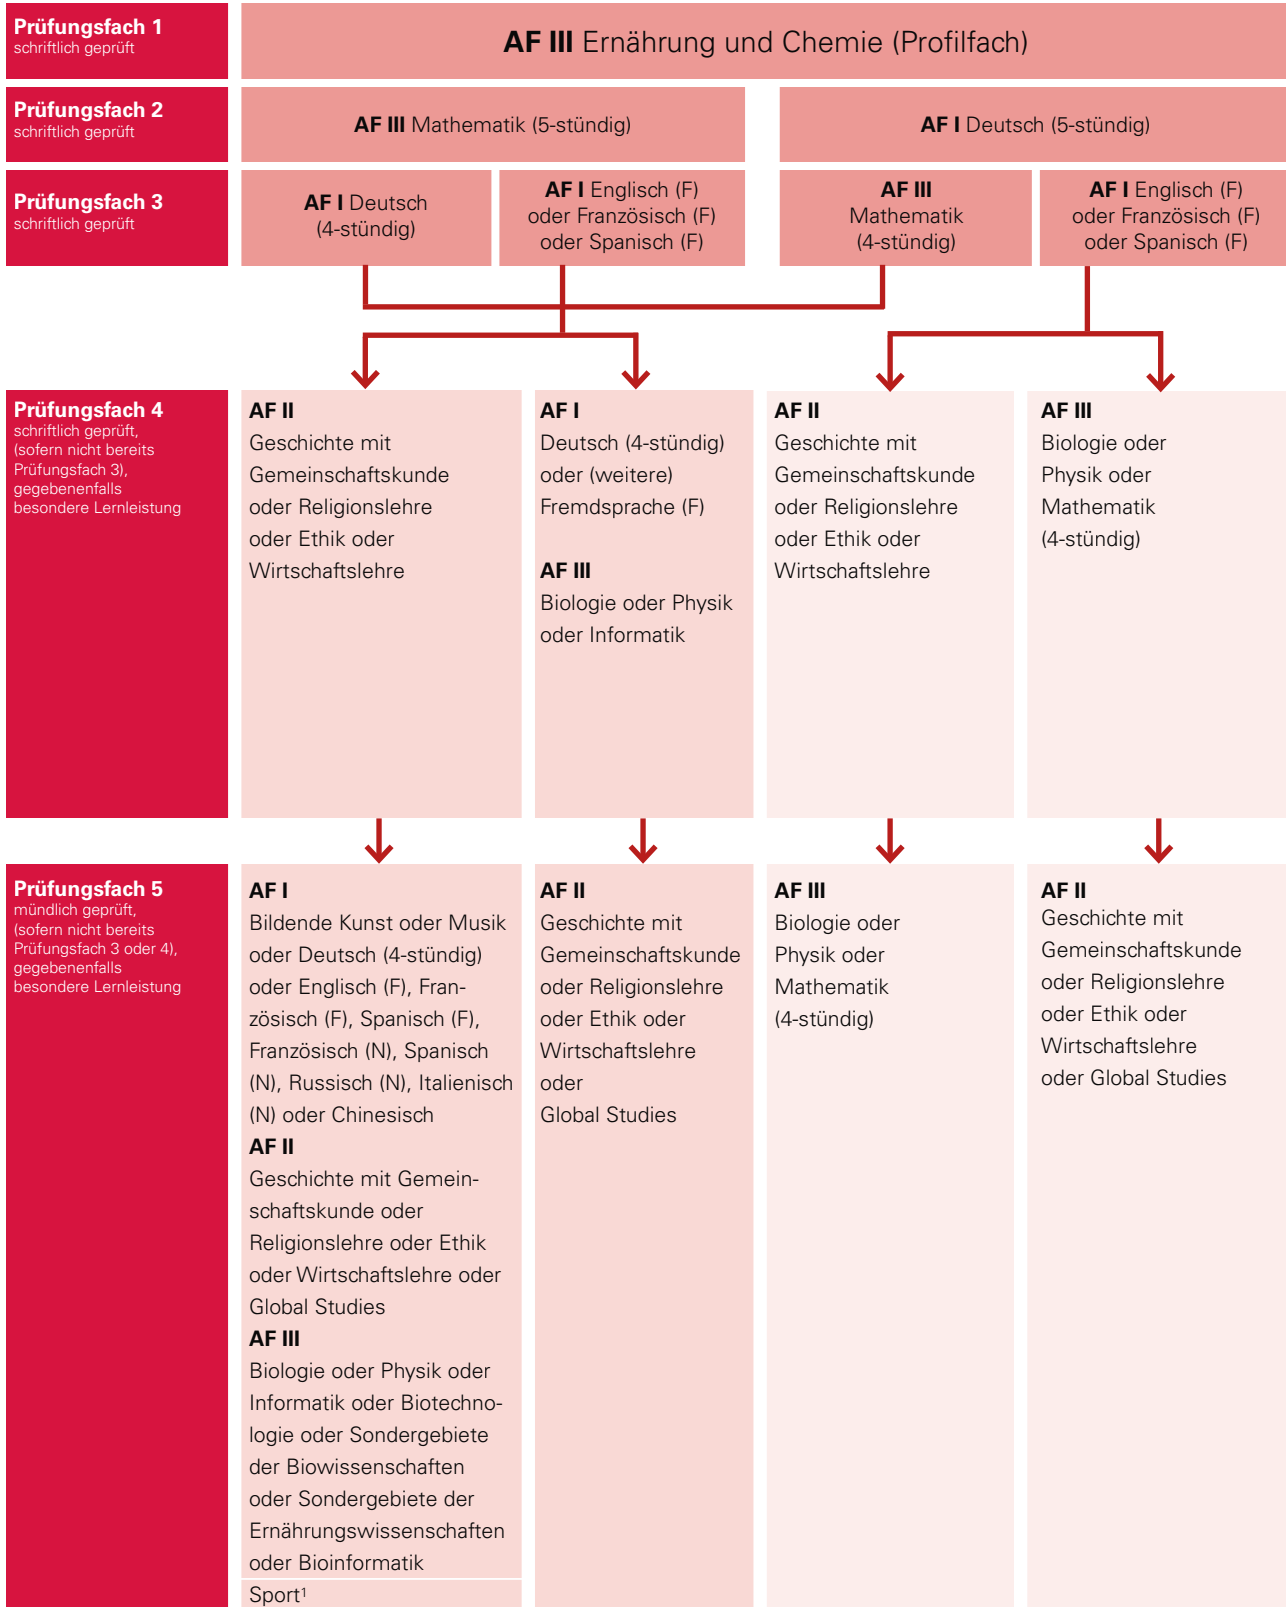 Prüfungsfach 1
schriftlich geprüft
AF III Ernährung und Chemie (Profilfach)
Prüfungsfach 2
schriftlich geprüft
AF III Mathematik (5-stündig)
AF I Deutsch (5-stündig)
Prüfungsfach 3
schriftlich geprüft
AF I Deutsch
(4-stündig)
AF I Englisch (F)
oder Französisch (F)
oder Spanisch (F)
AF III
Mathematik
(4-stündig)
AF I Englisch (F)
oder Französisch (F)
oder Spanisch (F)
Prüfungsfach 4
schriftlich geprüft,
(sofern nicht bereits
Prüfungsfach 3),
gegebenenfalls
besondere Lernleistung
AF II
Geschichte mit
Gemeinschaftskunde
oder Religionslehre
oder Ethik oder
Wirtschaftslehre
AF I
Deutsch (4-stündig)
oder (weitere)
Fremdsprache (F)
AF III
Biologie oder Physik
oder Informatik
AF II
Geschichte mit
Gemeinschaftskunde
oder Religionslehre
oder Ethik oder
Wirtschaftslehre
AF III
Biologie oder
Physik oder
Mathematik
(4-stündig)
Prüfungsfach 5
mündlich geprüft,
(sofern nicht bereits
Prüfungsfach 3 oder 4),
gegebenenfalls
besondere Lernleistung
AF I
Bildende Kunst oder Musik
oder Deutsch (4-stündig)
oder Englisch (F), Fran-
zösisch (F), Spanisch (F),
Französisch (N), Spanisch
(N), Russisch (N), Italienisch
(N) oder Chinesisch
AF II
Geschichte mit Gemein-
schaftskunde oder
Religionslehre oder Ethik
oder Wirtschaftslehre oder
Global Studies
AF III
Biologie oder Physik oder
Informatik oder Biotechno-
logie oder Sondergebiete
der Biowissenschaften
oder Sondergebiete der
Ernährungswissenschaften
oder Bioinformatik
Sport¹
AF II
Geschichte mit
Gemeinschaftskunde
oder Religionslehre
oder Ethik oder
Wirtschaftslehre
oder
Global Studies
AF III
Biologie oder
Physik oder
Mathematik
(4-stündig)
AF II
Geschichte mit
Gemeinschaftskunde
oder Religionslehre
oder Ethik oder
Wirtschaftslehre
oder Global Studies